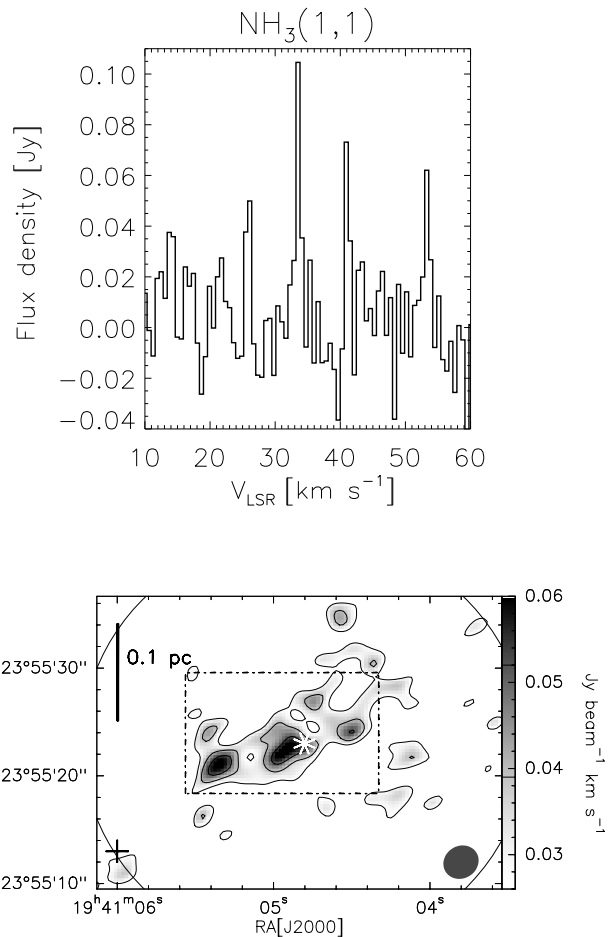 NH₃(1,1)
Flux density [Jy]
0.10
0.08
0.06
0.04
0.02
0.00
−0.02
−0.04
10 20 30 40 50 60
V_LSR [km s⁻¹]
0.1 pc
23°55'30''
23°55'20''
23°55'10''
19ʰ41ᵐ06ˢ 05ˢ 04ˢ
RA[J2000]
0.06
0.05
0.04
0.03
Jy beam⁻¹ km s⁻¹